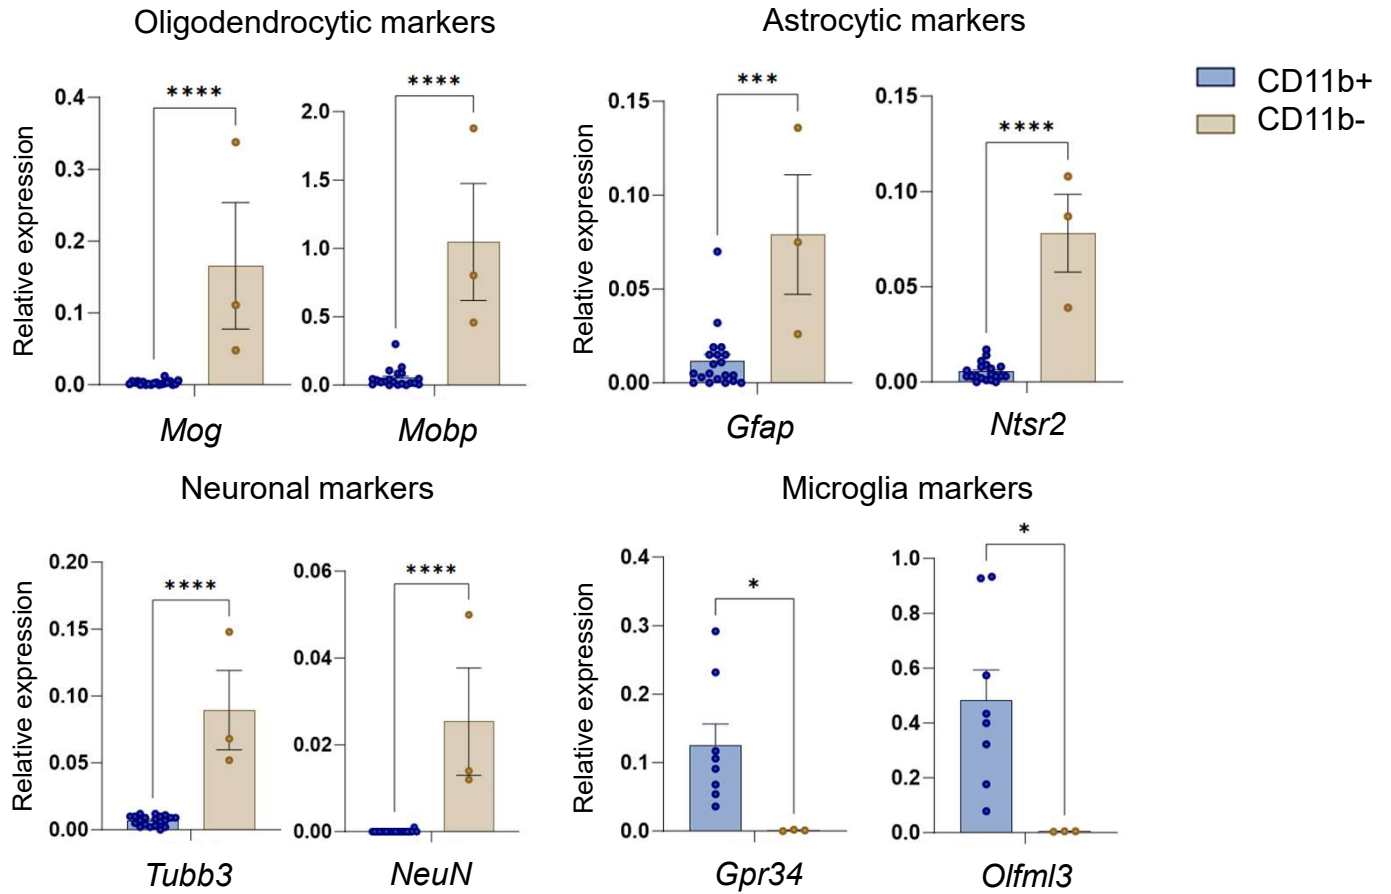 Oligodendrocytic markers
Astrocytic markers
CD11b+
CD11b-
Relative expression
0.4
0.3
0.2
0.1
0.0
****
Mog
2.0
1.5
1.0
0.5
0.0
****
Mobp
Relative expression
0.15
0.10
0.05
0.00
***
Gfap
0.15
0.10
0.05
0.00
****
Ntsr2
Neuronal markers
Microglia markers
Relative expression
0.20
0.15
0.10
0.05
0.00
****
Tubb3
0.06
0.04
0.02
0.00
****
NeuN
Relative expression
0.4
0.3
0.2
0.1
0.0
*
Gpr34
1.0
0.8
0.6
0.4
0.2
0.0
*
Olfml3